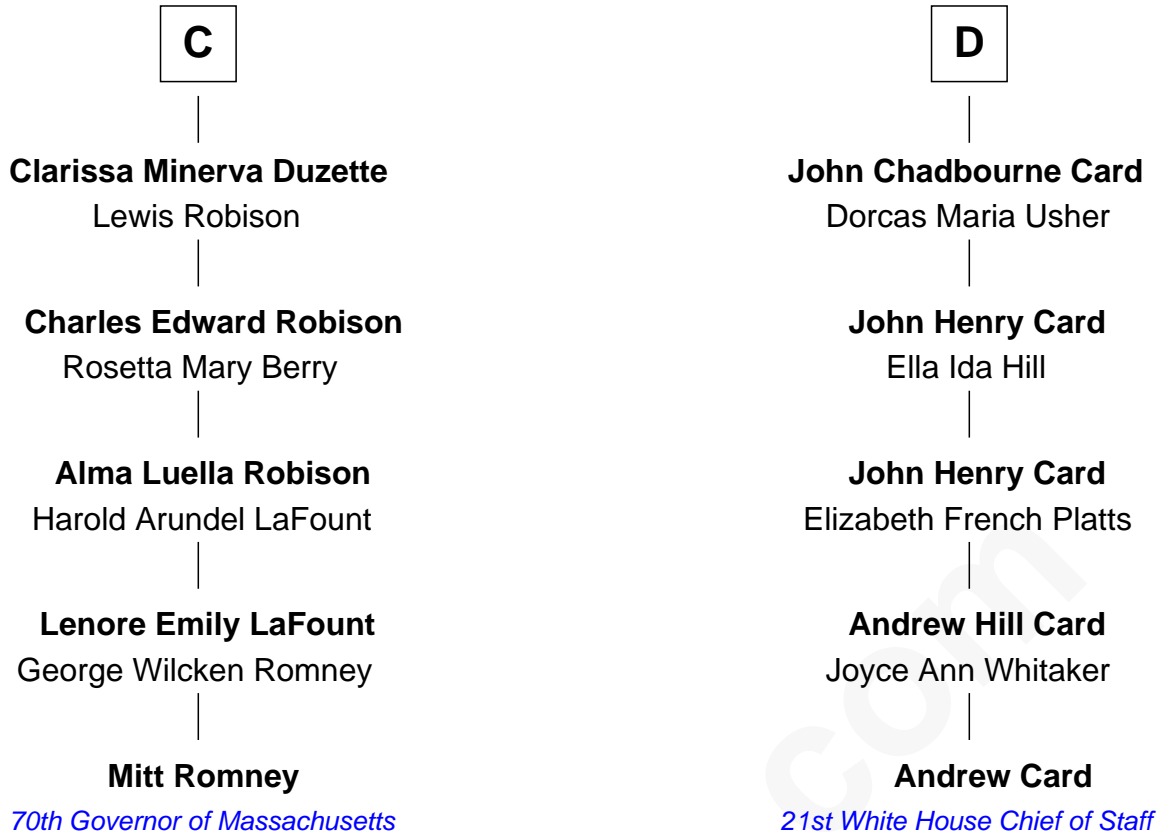 C
Clarissa Minerva Duzette
Lewis Robison
Charles Edward Robison
Rosetta Mary Berry
Alma Luella Robison
Harold Arundel LaFount
Lenore Emily LaFount
George Wilcken Romney
Mitt Romney
70th Governor of Massachusetts
D
John Chadbourne Card
Dorcas Maria Usher
John Henry Card
Ella Ida Hill
John Henry Card
Elizabeth French Platts
Andrew Hill Card
Joyce Ann Whitaker
Andrew Card
21st White House Chief of Staff
com